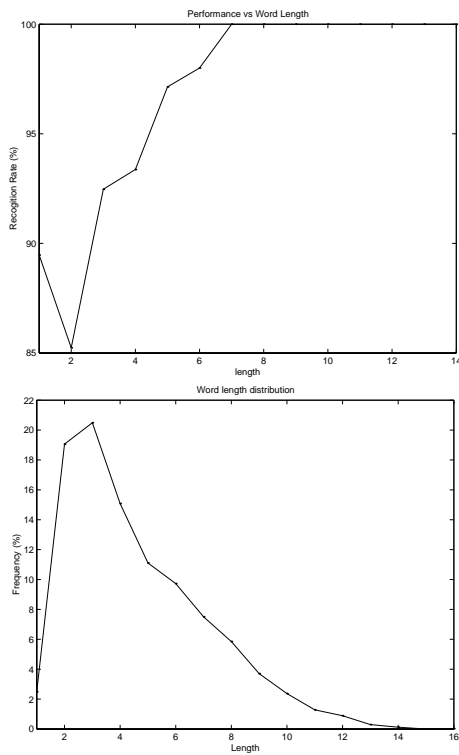 Performance vs Word Length
100
95
90
85
Recogition Rate (%)
2 4 6 8 10 12 14
length
Word length distribution
22
20
18
16
14
12
10
8
6
4
2
0
Frequency (%)
2 4 6 8 10 12 14 16
Length